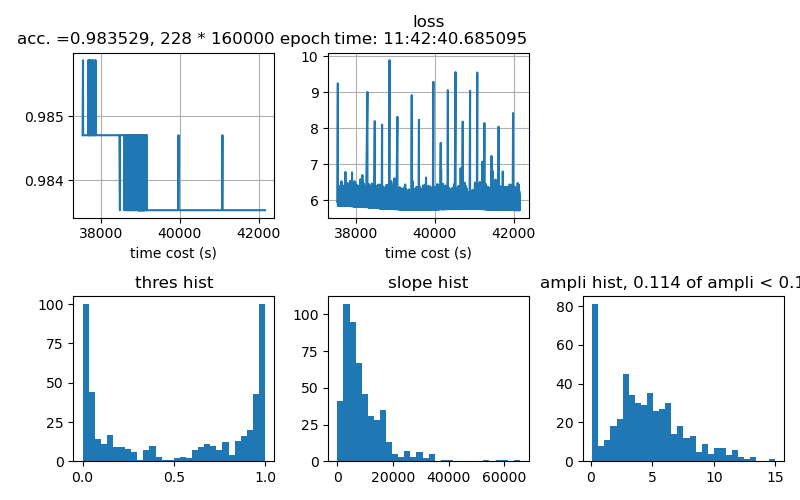 loss
acc. =0.983529, 228 * 160000 epoch time: 11:42:40.685095
0.985
0.984
38000 40000 42000
time cost (s)
10
9
8
7
6
38000 40000 42000
time cost (s)
thres hist
100
75
50
25
0
0.0 0.5 1.0
slope hist
100
75
50
25
0
0 20000 40000 60000
ampli hist, 0.114 of ampli < 0.1
80
60
40
20
0
0 5 10 15